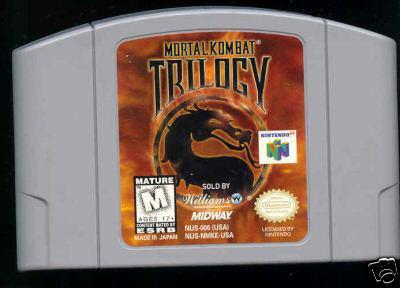 MORTAL KOMBAT®
TRILOGY
NINTENDO 64
N
MATURE
M
AGES 17+
CONTENT RATED BY
ESRB
MADE IN JAPAN
SOLD BY
Williams
MIDWAY
NUS-006 (USA)
NUS-NMKE-USA
Nintendo
LICENSED BY
NINTENDO